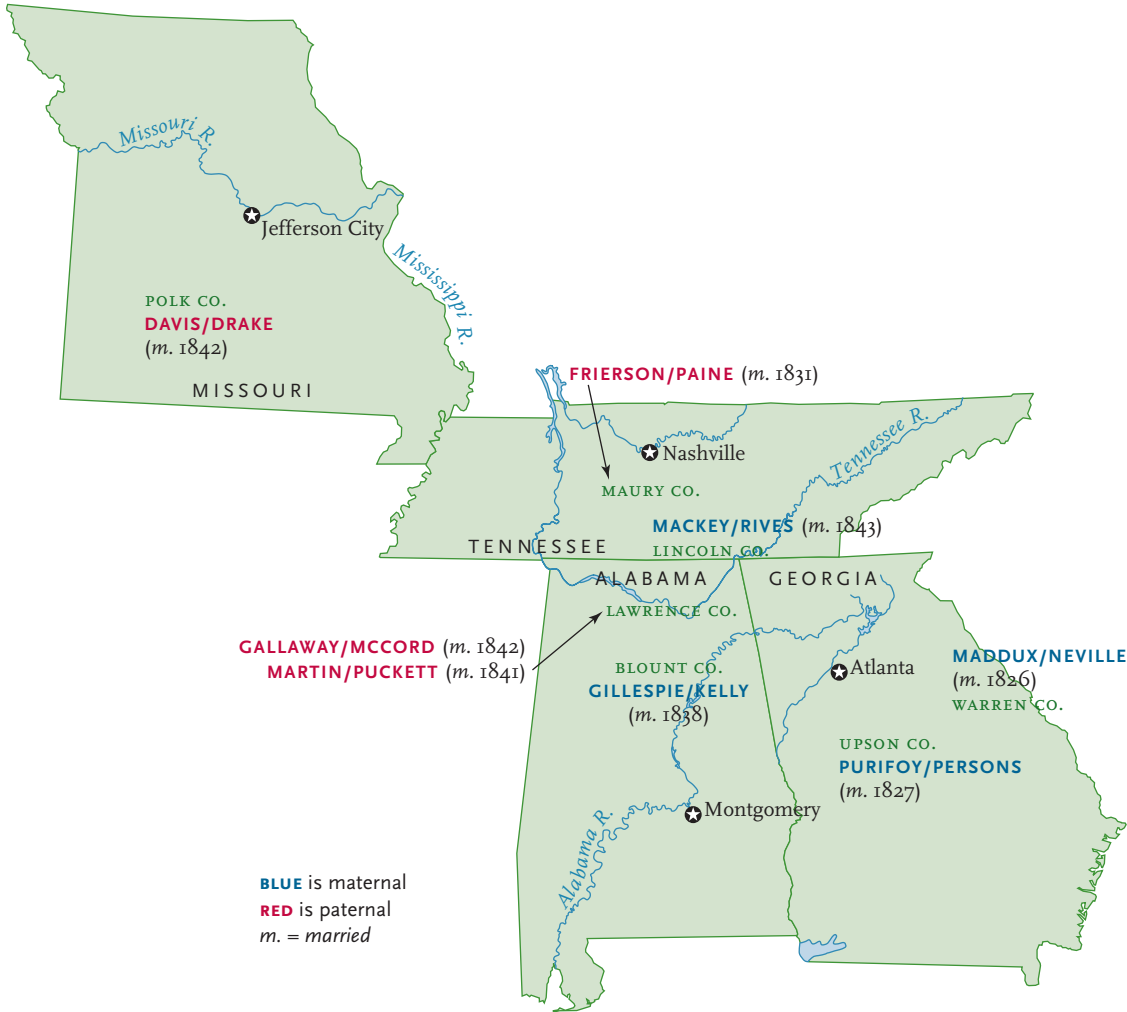 Missouri R.
Jefferson City
Mississippi R.
POLK CO.
DAVIS/DRAKE
(m. 1842)
MISSOURI
FRIERSON/PAINE (m. 1831)
Nashville
Tennessee R.
MAURY CO.
MACKEY/RIVES (m. 1843)
LINCOLN CO.
TENNESSEE
ALABAMA
GEORGIA
LAWRENCE CO.
GALLAWAY/MCCORD (m. 1842)
MARTIN/PUCKETT (m. 1841)
BLOUNT CO.
GILLESPIE/KELLY
(m. 1838)
Atlanta
MADDUX/NEVILLE
(m. 1826)
WARREN CO.
UPSON CO.
PURIFOY/PERSONS
(m. 1827)
Montgomery
Alabama R.
BLUE is maternal
RED is paternal
m. = married